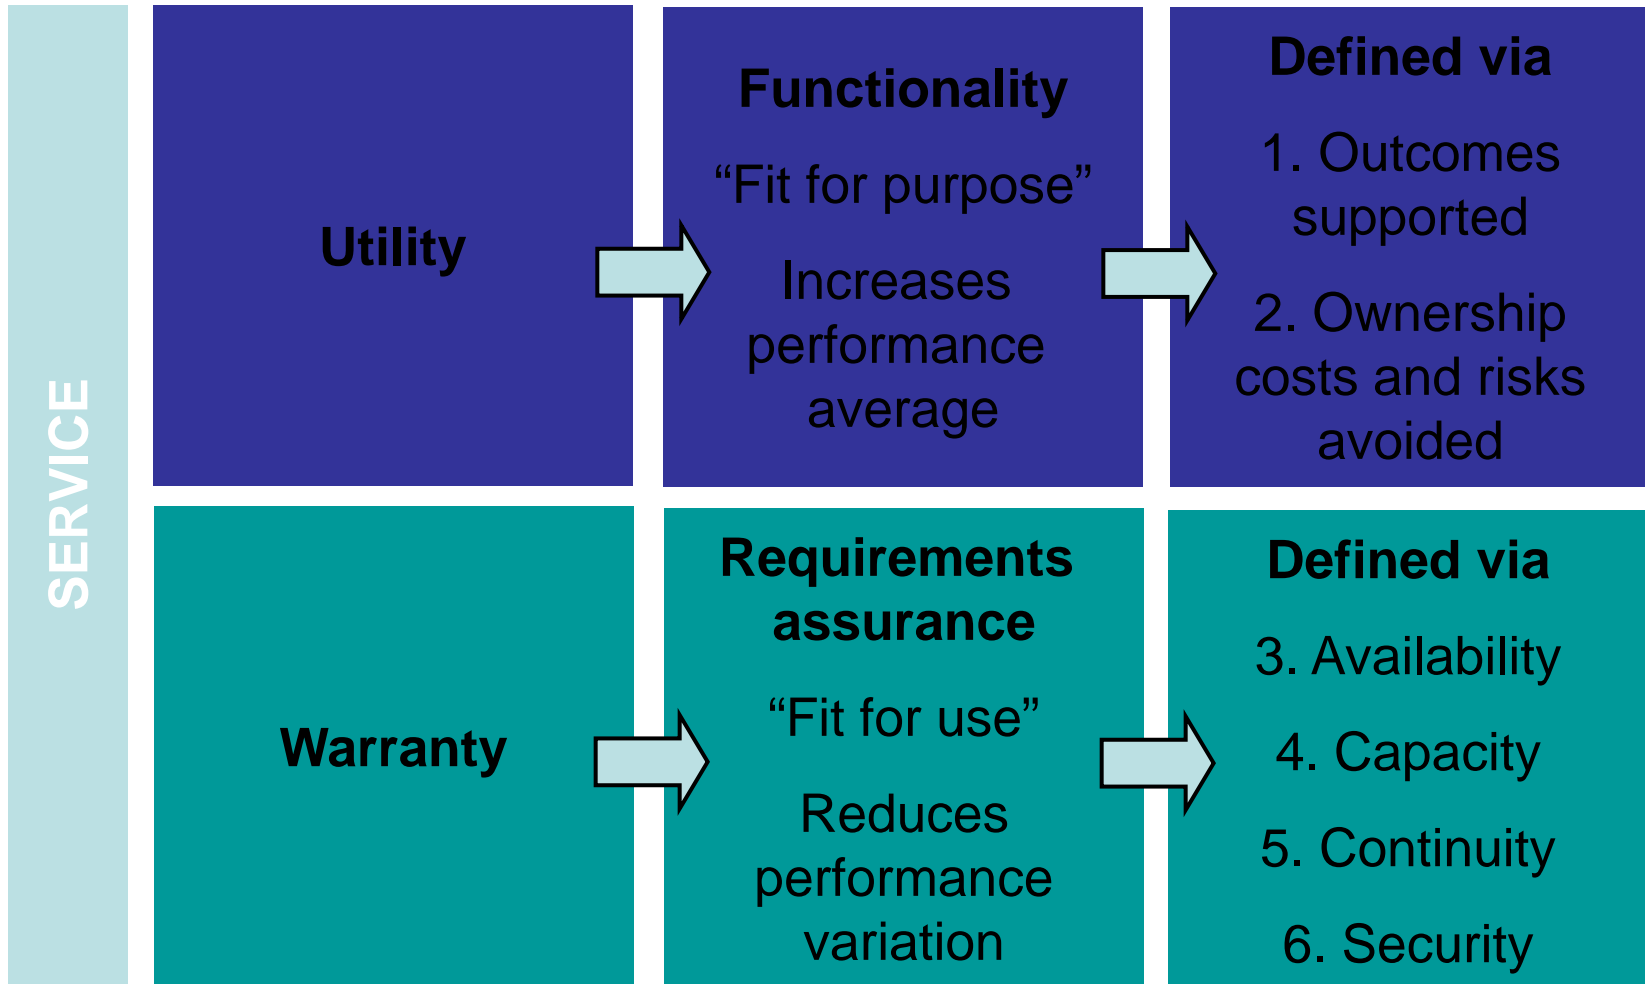 SERVICE
Utility
Functionality
“Fit for purpose”
Increases
performance
average
Defined via
1. Outcomes
supported
2. Ownership
costs and risks
avoided
Warranty
Requirements
assurance
“Fit for use”
Reduces
performance
variation
Defined via
3. Availability
4. Capacity
5. Continuity
6. Security